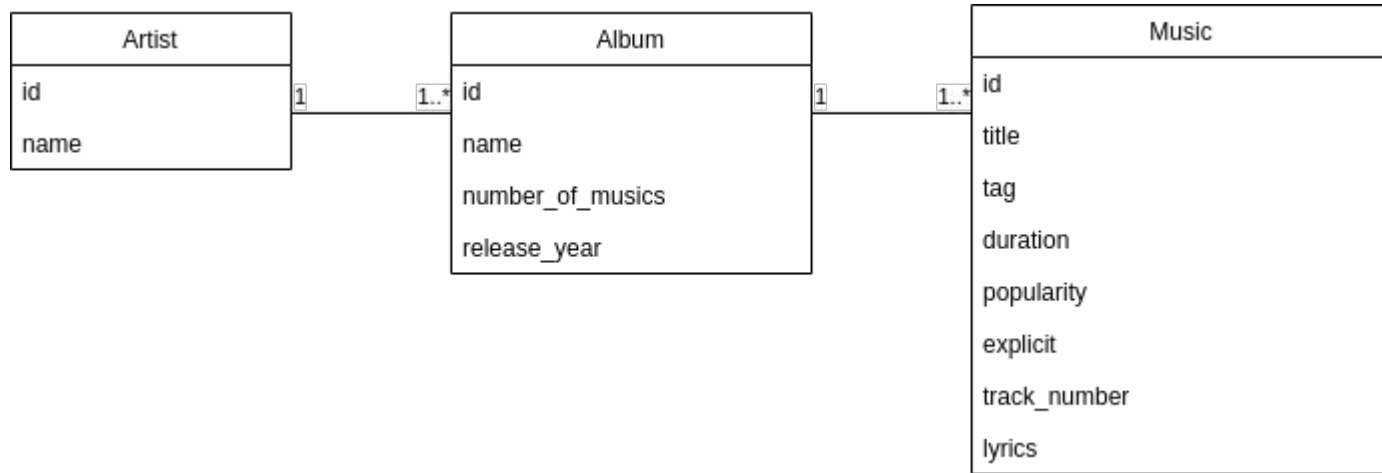 Artist
id
name
1
1..*
Album
id
name
number_of_musics
release_year
1
1..*
Music
id
title
tag
duration
popularity
explicit
track_number
lyrics